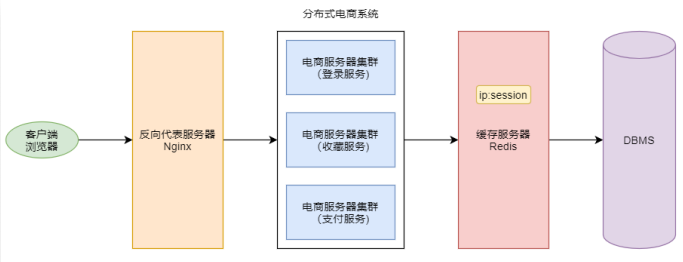 分布式电商系统
客户端
浏览器
反向代表服务器
Nginx
电商服务器集群
（登录服务)
电商服务器集群
（收藏服务)
电商服务器集群
（支付服务)
ip:session
缓存服务器
Redis
DBMS